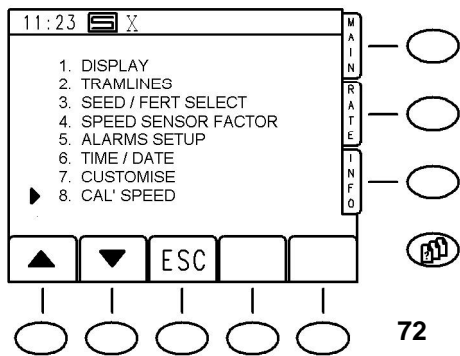 11:23 S X
1. DISPLAY
2. TRAMLINES
3. SEED / FERT SELECT
4. SPEED SENSOR FACTOR
5. ALARMS SETUP
6. TIME / DATE
7. CUSTOMISE
8. CAL' SPEED
MAIN
RATE
INFO
ESC
?
72